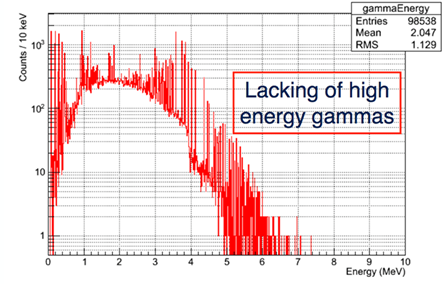 gammaEnergy
Entries 98538
Mean 2.047
RMS 1.129
Counts / 10 keV
10³
10²
10
1
Lacking of high
energy gammas
0 1 2 3 4 5 6 7 8 9 10
Energy (MeV)